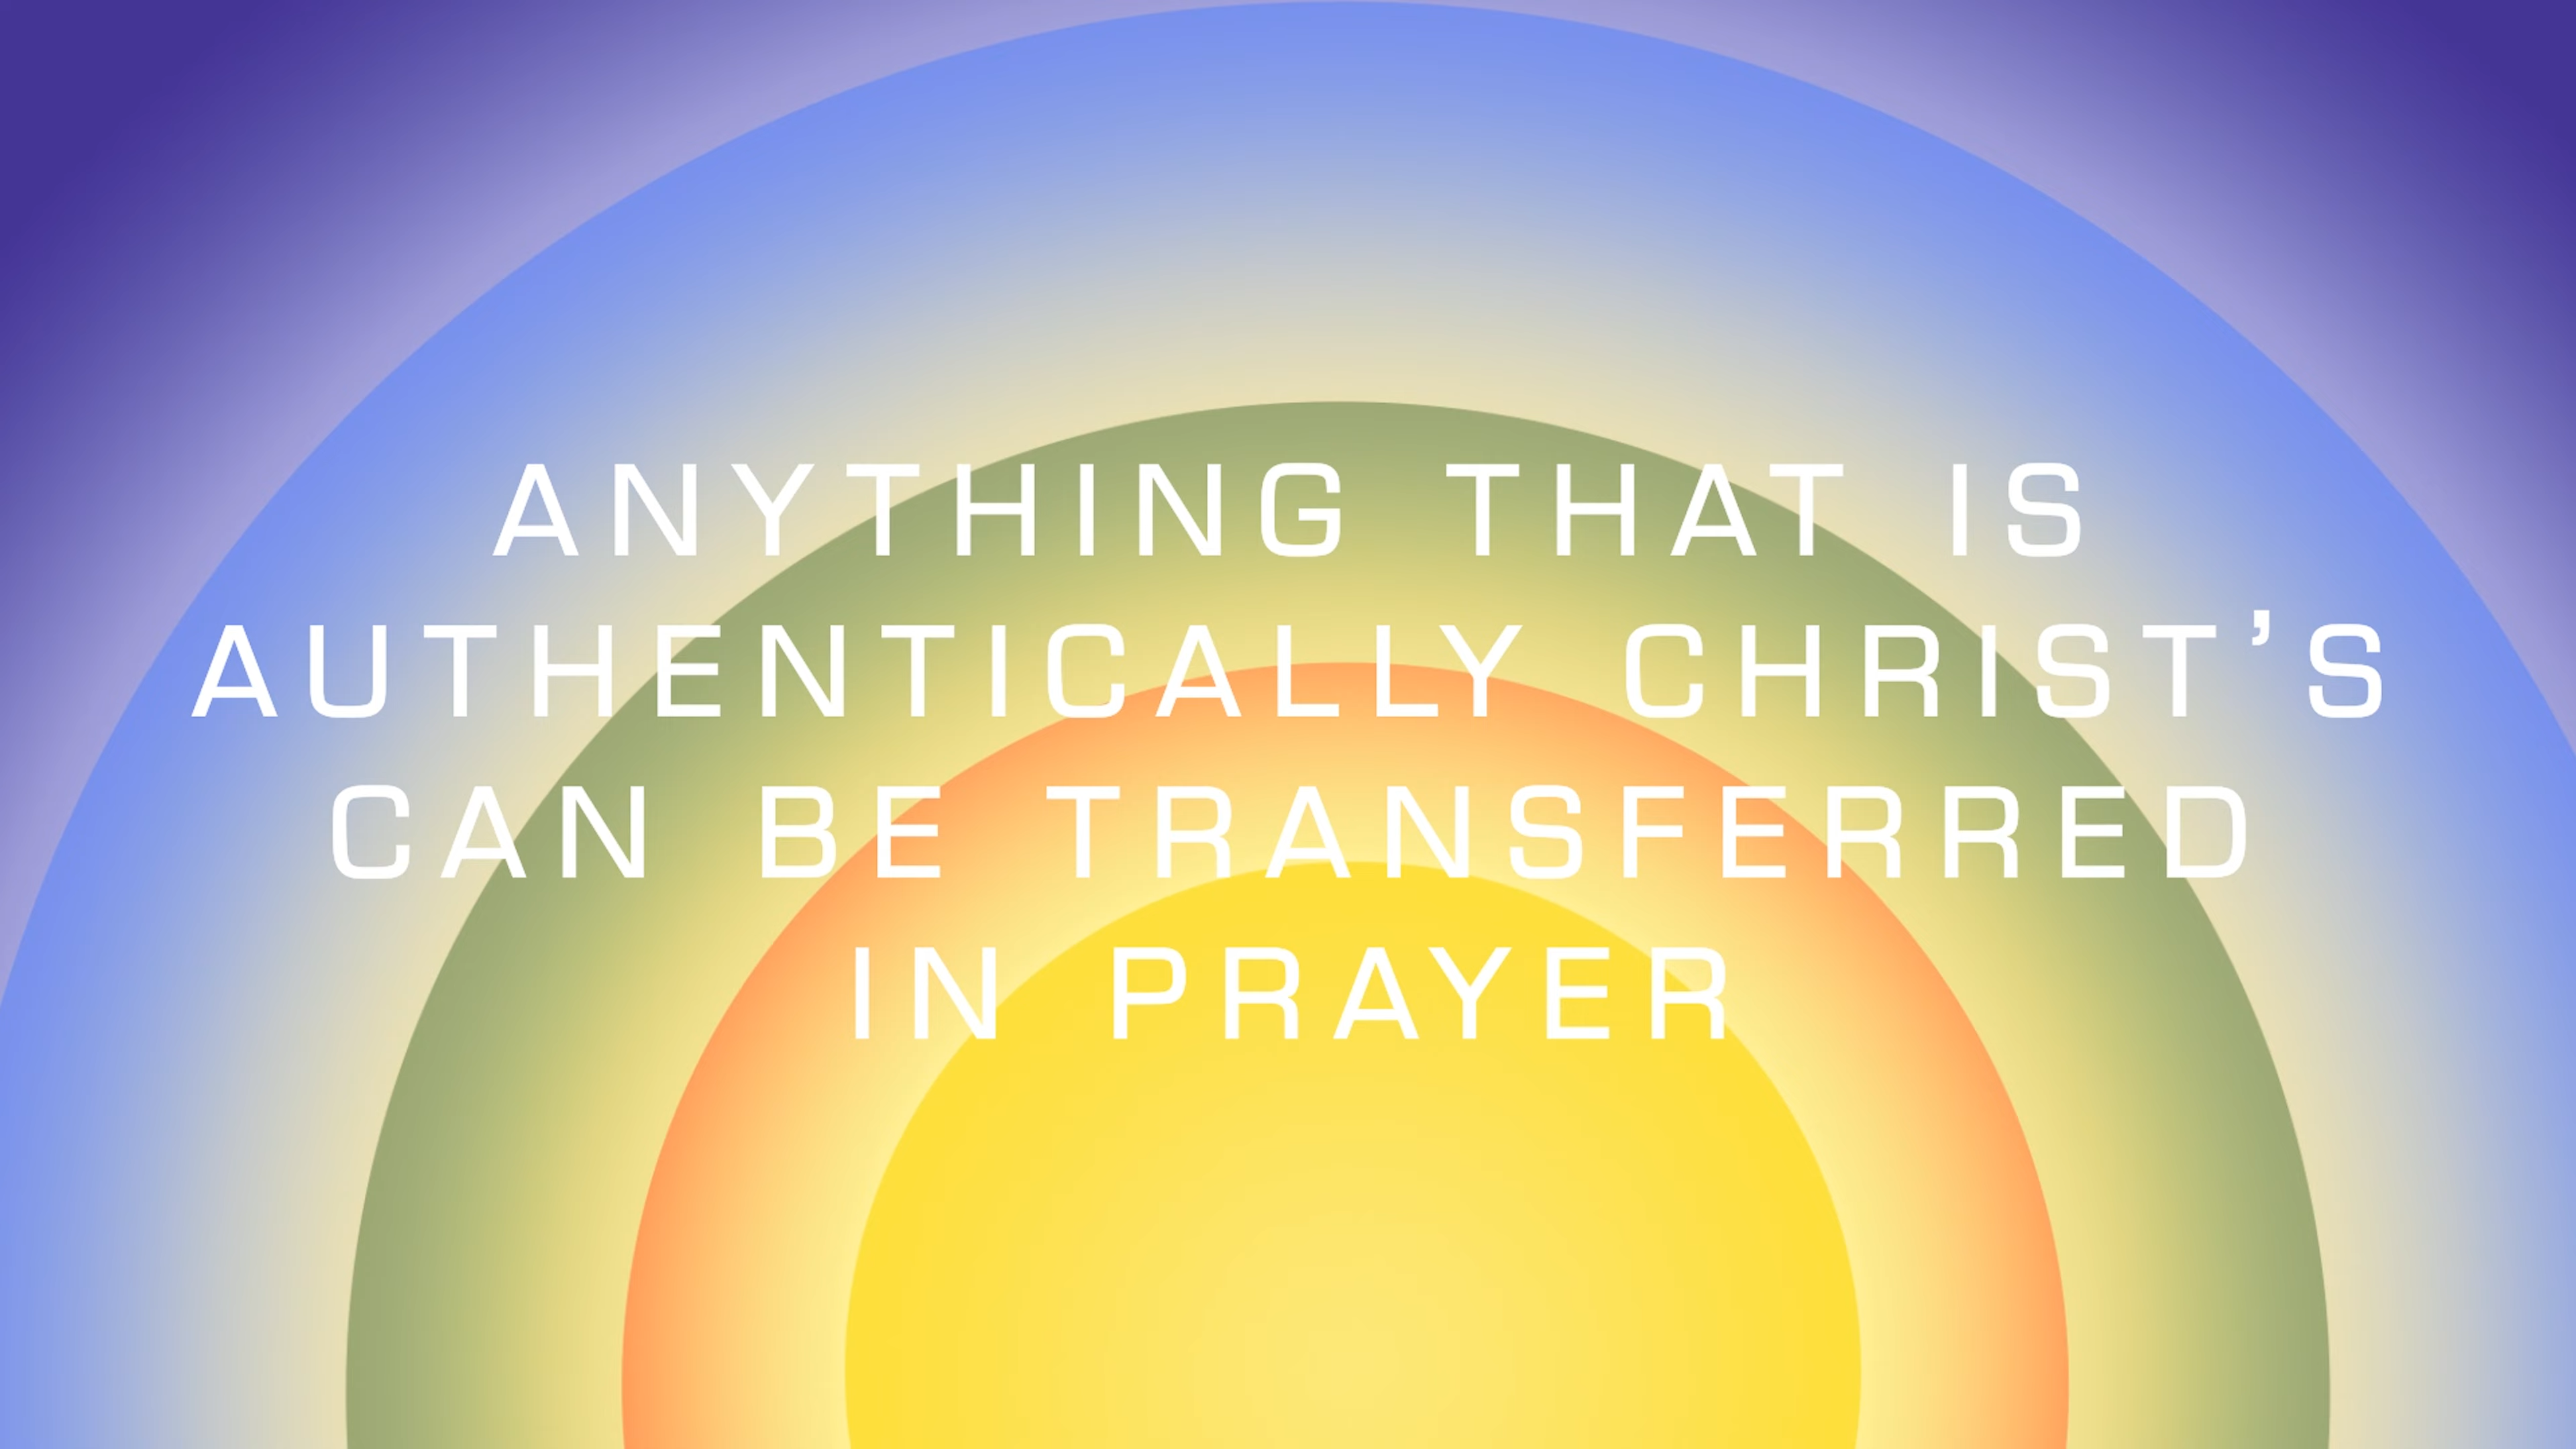 ANYTHING THAT IS
AUTHENTICALLY CHRIST’S
CAN BE TRANSFERRED
IN PRAYER